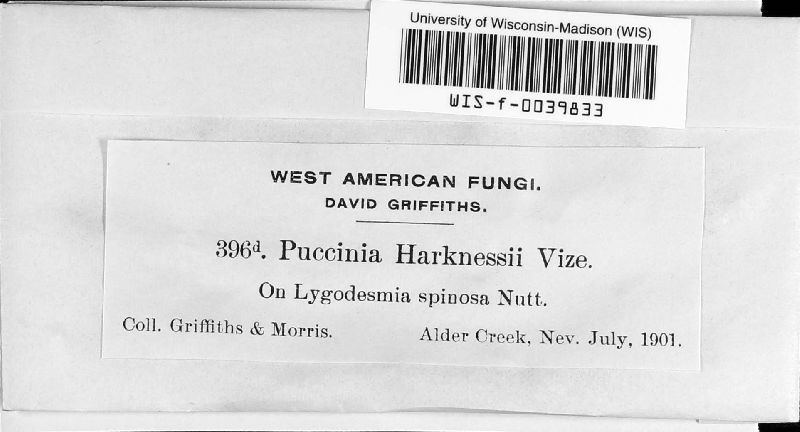 University of Wisconsin-Madison (WIS)
WIS-f-0039833
WEST AMERICAN FUNGI.
DAVID GRIFFITHS.
396d. Puccinia Harknessii Vize.
On Lygodesmia spinosa Nutt.
Coll. Griffiths & Morris. Alder Creek, Nev. July, 1901.